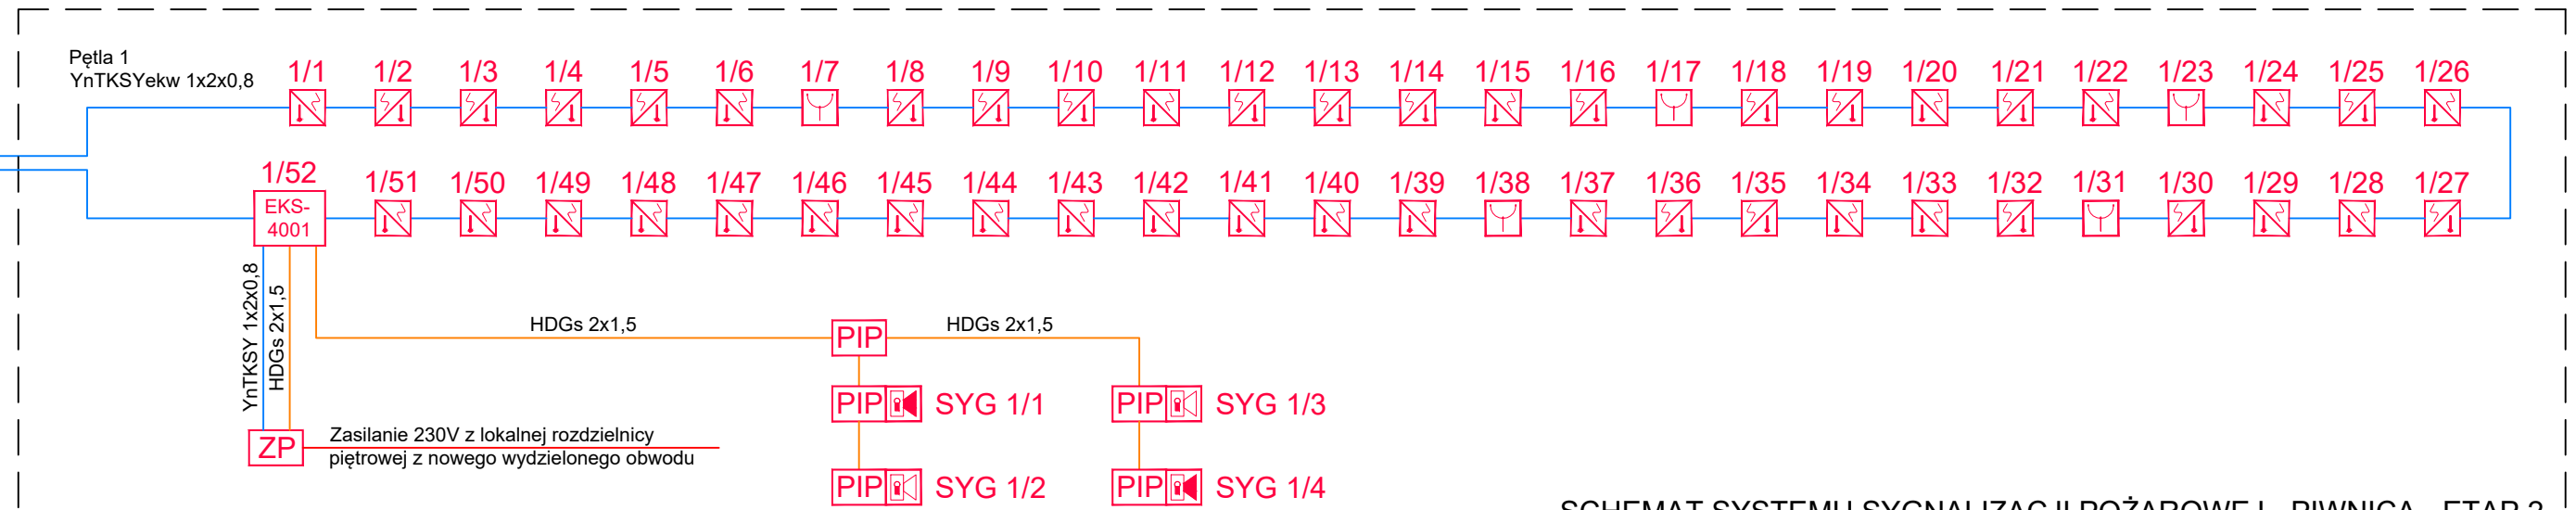 Pętla 1
YnTKSYekw 1x2x0,8
1/1 1/2 1/3 1/4 1/5 1/6 1/7 1/8 1/9 1/10 1/11 1/12 1/13 1/14 1/15 1/16 1/17 1/18 1/19 1/20 1/21 1/22 1/23 1/24 1/25 1/26
1/52 1/51 1/50 1/49 1/48 1/47 1/46 1/45 1/44 1/43 1/42 1/41 1/40 1/39 1/38 1/37 1/36 1/35 1/34 1/33 1/32 1/31 1/30 1/29 1/28 1/27
EKS-
4001
YnTKSY 1x2x0,8
HDGs 2x1,5
HDGs 2x1,5
PIP
HDGs 2x1,5
PIP SYG 1/1
PIP SYG 1/3
ZP
Zasilanie 230V z lokalnej rozdzielnicy
piętrowej z nowego wydzielonego obwodu
PIP SYG 1/2
PIP SYG 1/4
SCHEMAT SYSTEMU SYGNALIZACJI POŻAROWEJ - PIWNICA - ETAP 2